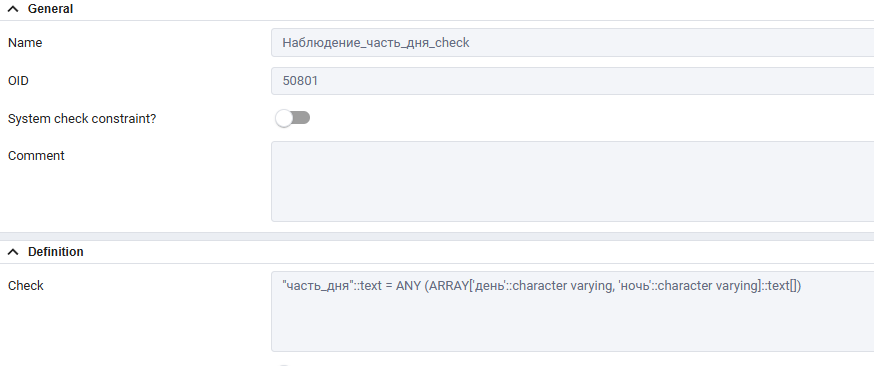 General
Name
Наблюдение_часть_дня_check
OID
50801
System check constraint?
Comment
Definition
Check
"часть_дня"::text = ANY (ARRAY['день'::character varying, 'ночь'::character varying]::text[])